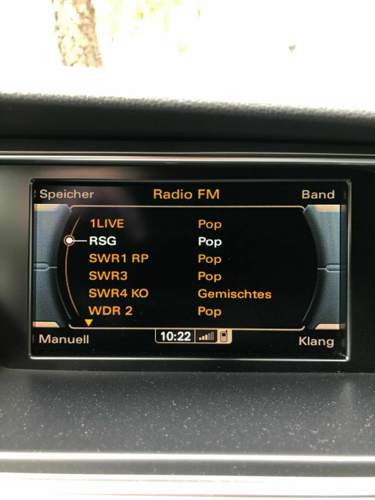 Speicher Radio FM Band
1LIVE Pop
RSG Pop
SWR1 RP Pop
SWR3 Pop
SWR4 KO Gemischtes
WDR 2 Pop
Manuell 10:22 Klang